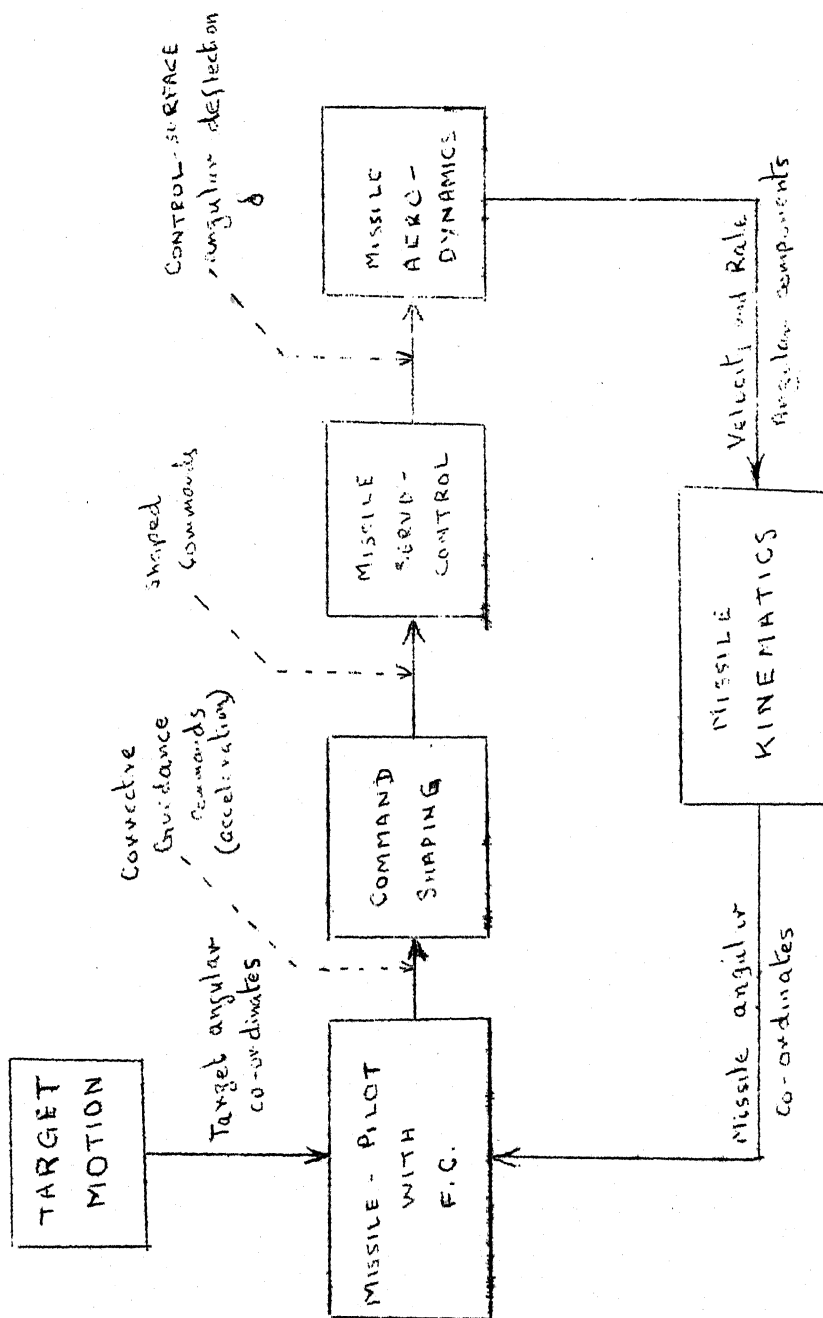 TARGET
MOTION
Target angular
co-ordinates
MISSILE - PILOT
WITH
F.C.
Corrective
Guidance
Commands
(acceleration)
COMMAND
SHAPING
Shaped
Commands
MISSILE
SERVO-
CONTROL
CONTROL-SURFACE
angular deflection
δ
MISSILE
AERO-
DYNAMICS
Velocity and Rate
Angular components
MISSILE
KINEMATICS
Missile angular
Co-ordinates